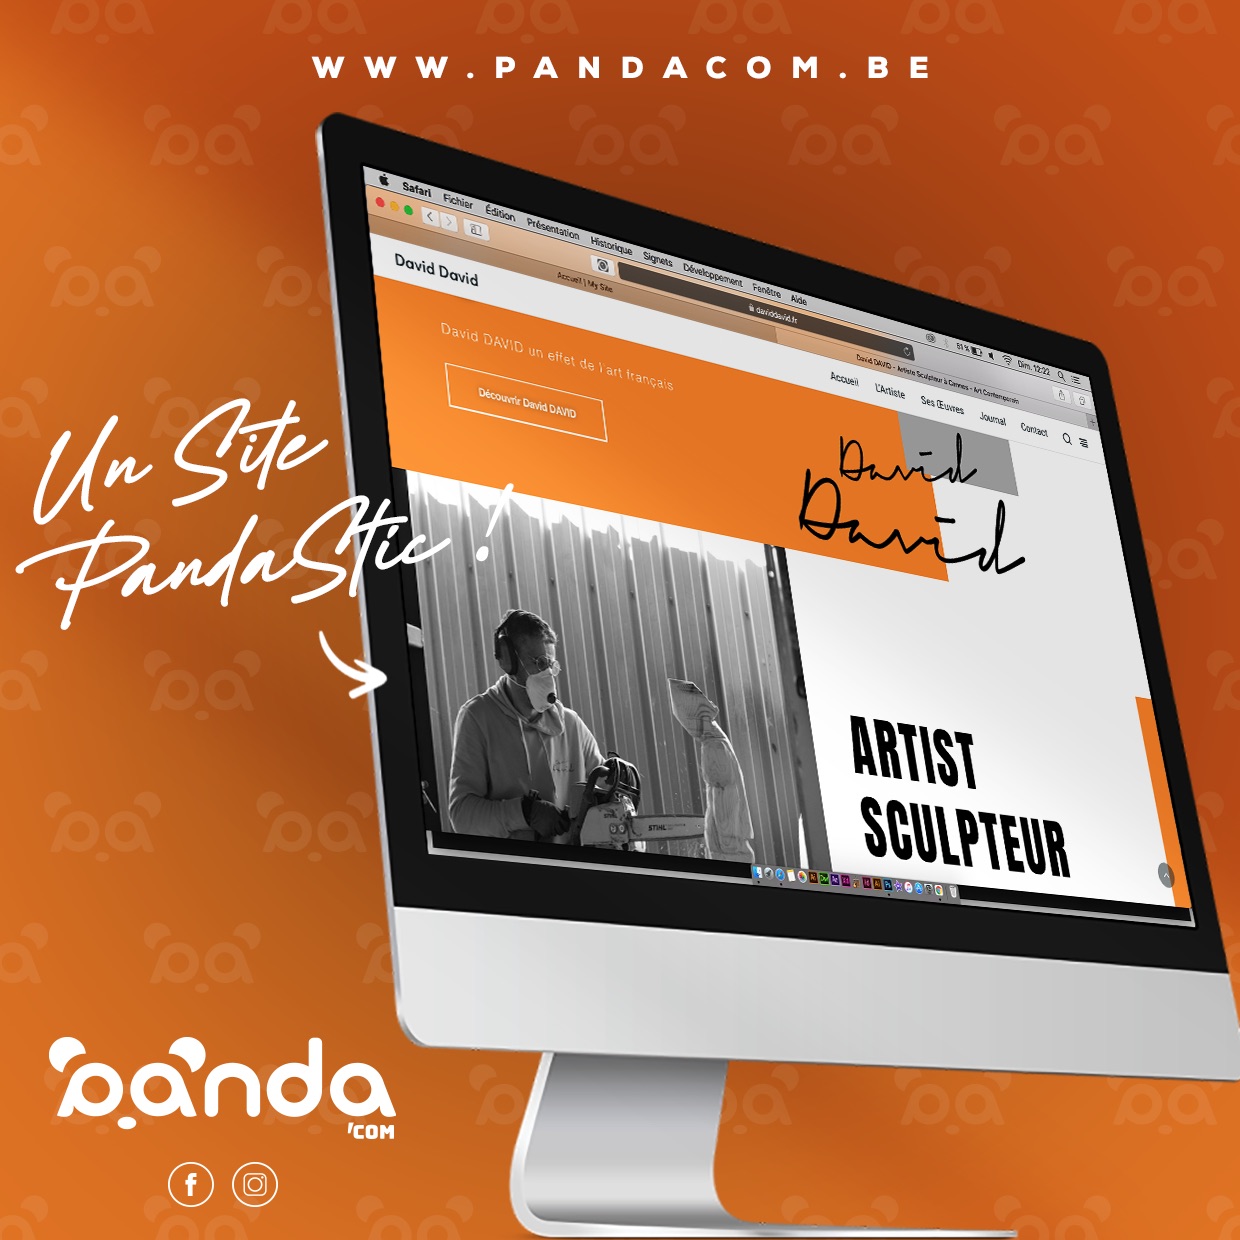 WWW.PANDACOM.BE
Safari Fichier Édition Présentation Historique Signets Développement Fenêtre Aide
81 % Dim. 12:22
daviddavid.fr
Accueil | My Site
David DAVID - Artiste Sculpteur à Cannes - Art Contemporain
David David
Accueil L'Artiste Ses Œuvres Journal Contact
David DAVID un effet de l'art français
Découvrir David DAVID
David
David
Un Site
PandaStic !
ARTIST
SCULPTEUR
STIHL
panda
'COM